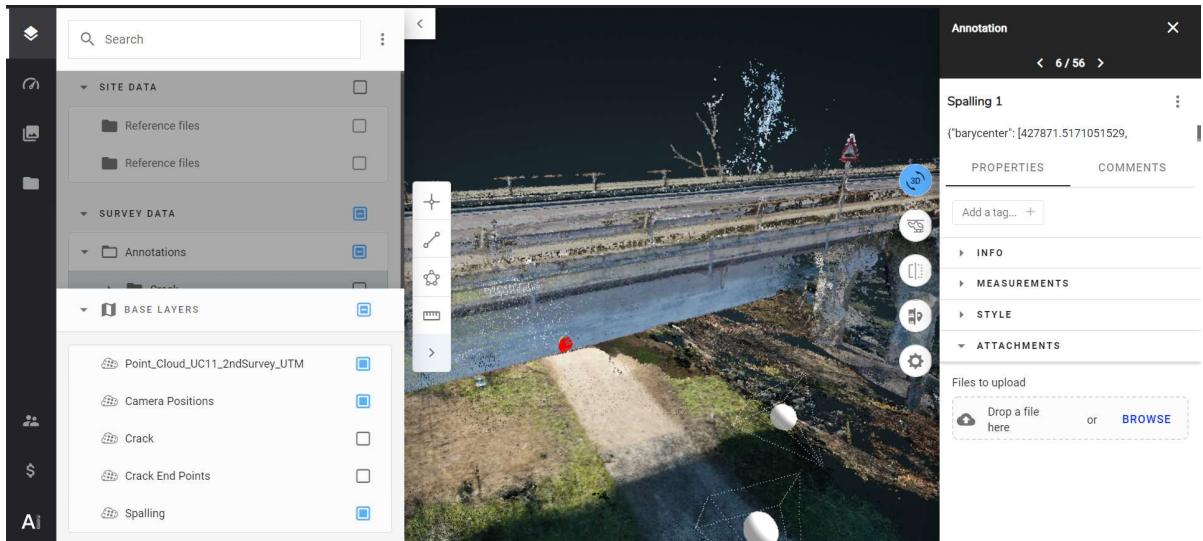 Search
SITE DATA
Reference files
Reference files
SURVEY DATA
Annotations
Crack
BASE LAYERS
Point_Cloud_UC11_2ndSurvey_UTM
Camera Positions
Crack
Crack End Points
Spalling
Ai
$
3D
Annotation
6 / 56
Spalling 1
{"barycenter": [427871.5171051529,
PROPERTIES
COMMENTS
Add a tag...
INFO
MEASUREMENTS
STYLE
ATTACHMENTS
Files to upload
Drop a file
here
or
BROWSE